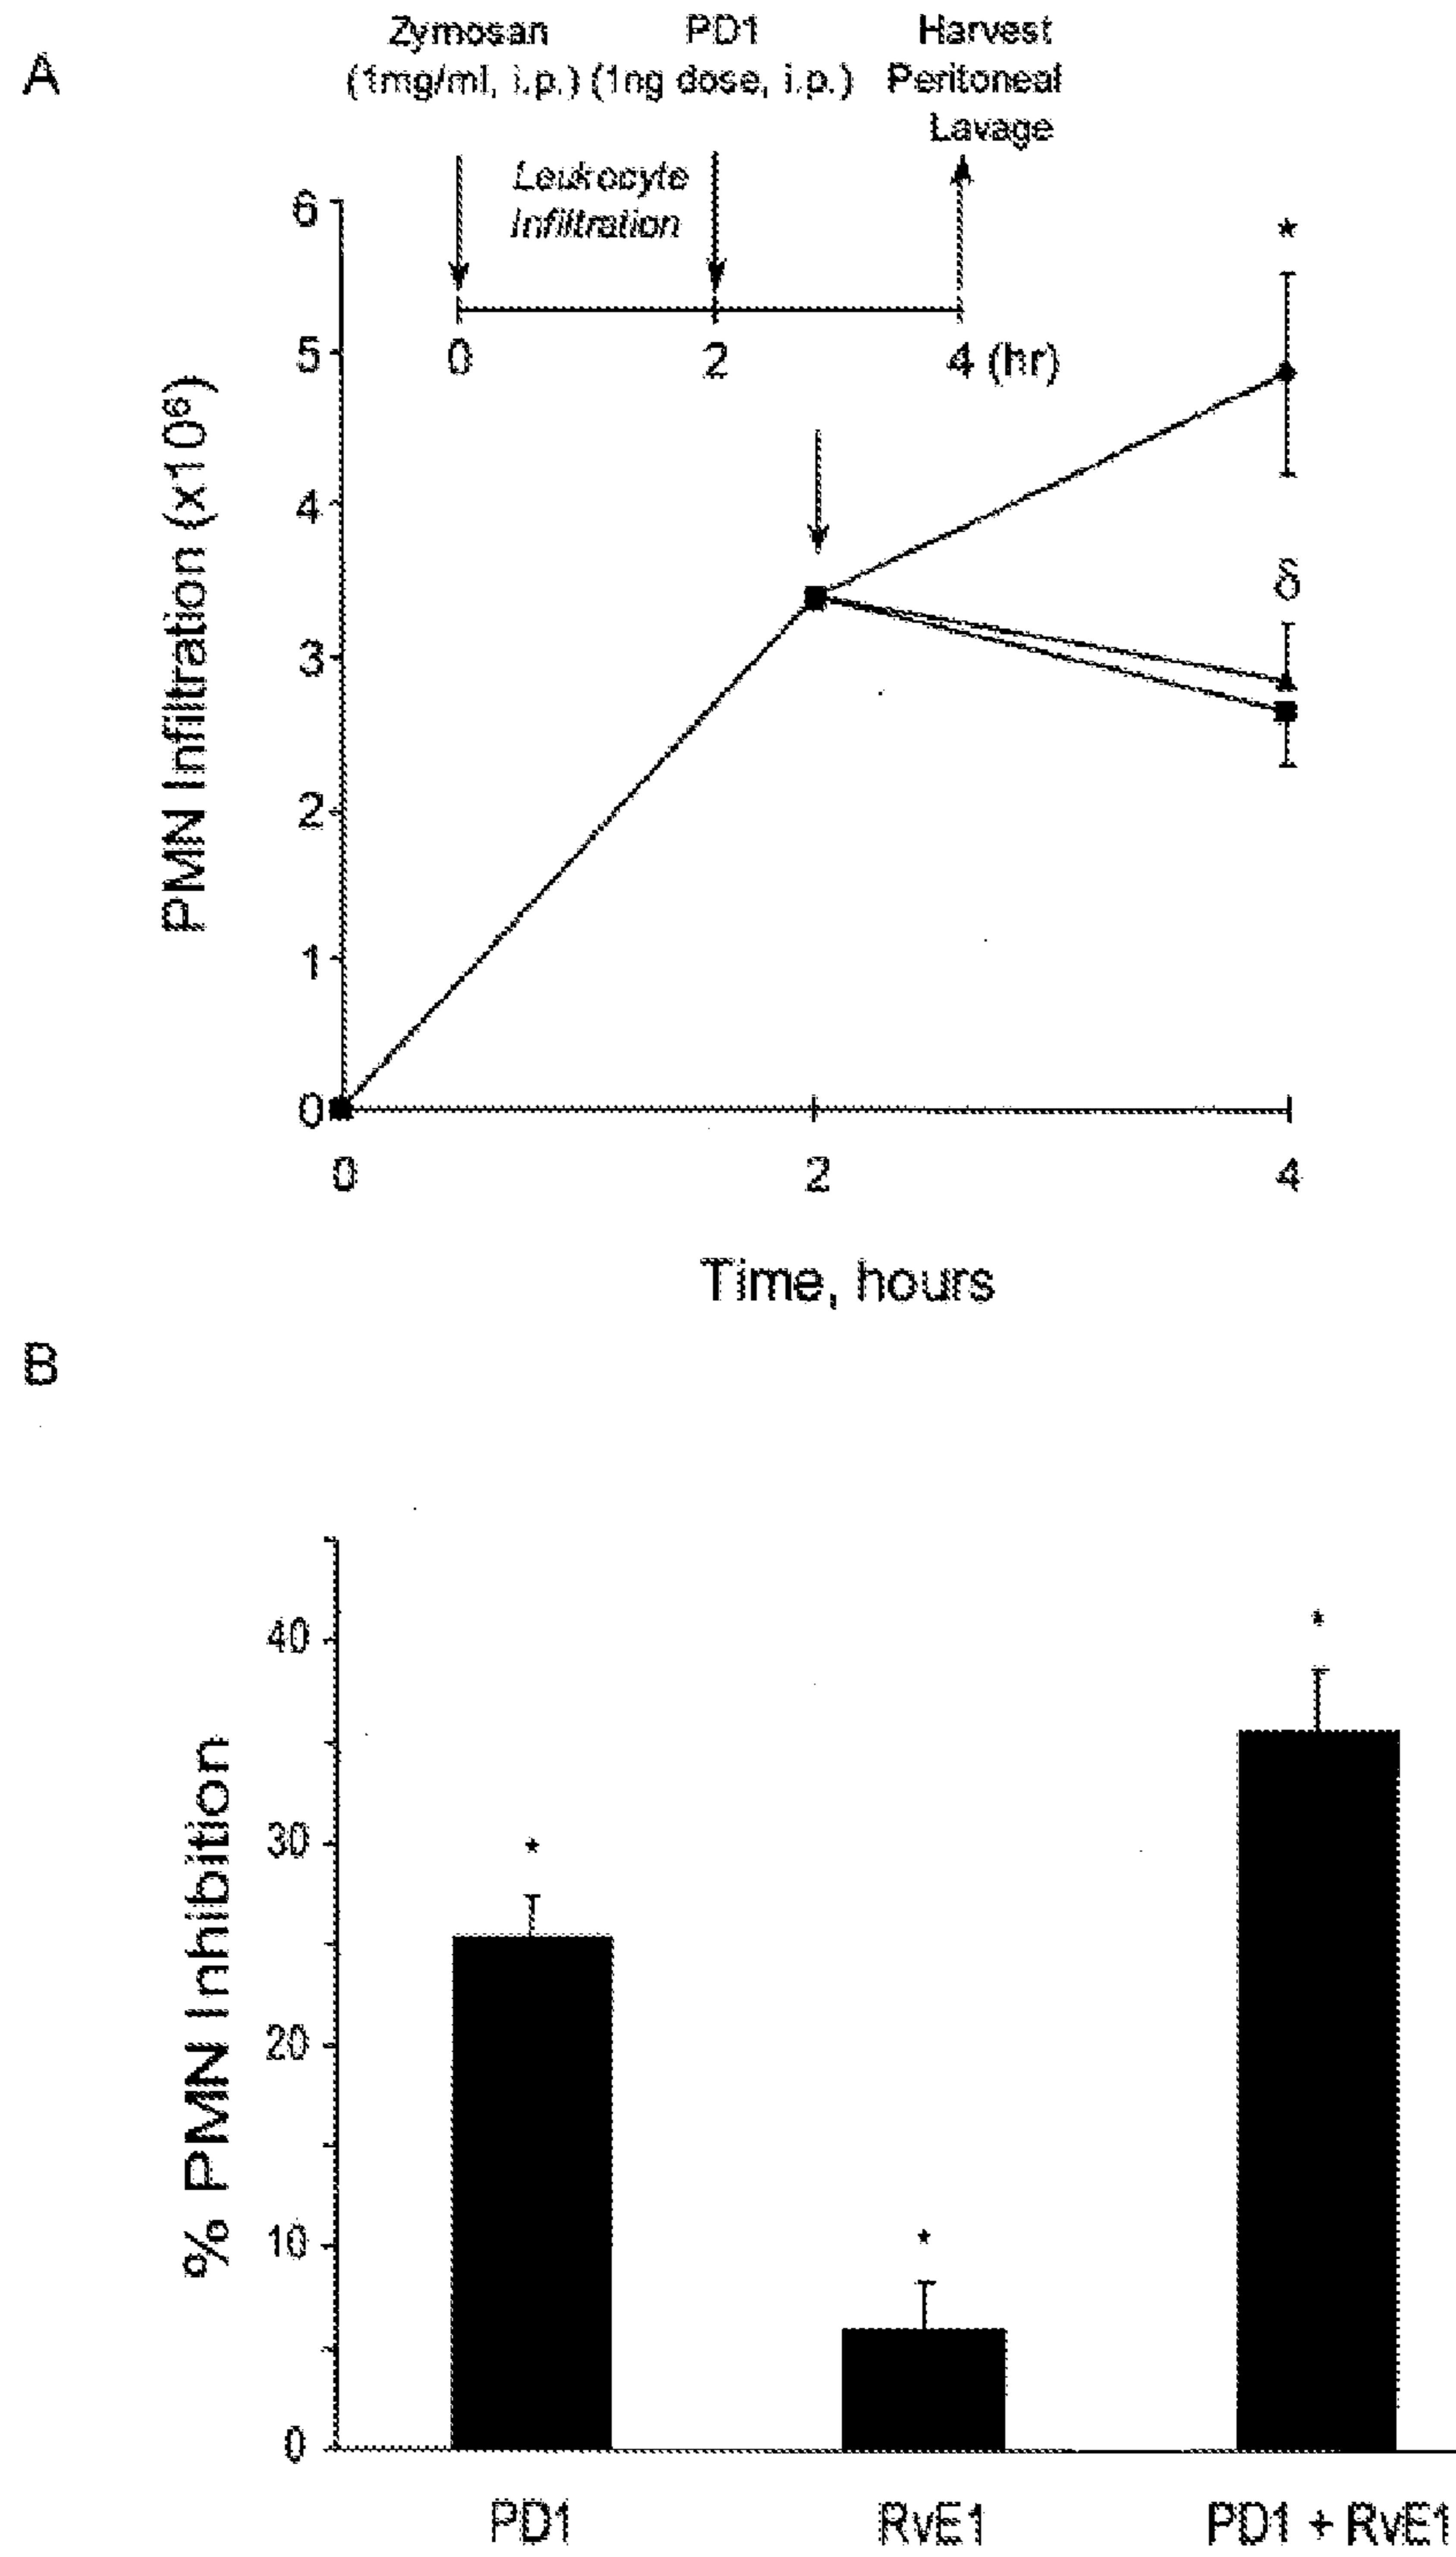 A
Zymosan
(1mg/ml, i.p.)
PD1
(1ng dose, i.p.)
Harvest
Peritoneal
Lavage
Leukocyte
Infiltration
0
2
4 (hr)
PMN Infiltration (x10⁶)
6
5
4
3
2
1
0
*
δ
0
2
4
Time, hours
B
% PMN Inhibition
40
30
20
10
0
*
*
*
PD1
RvE1
PD1 + RvE1